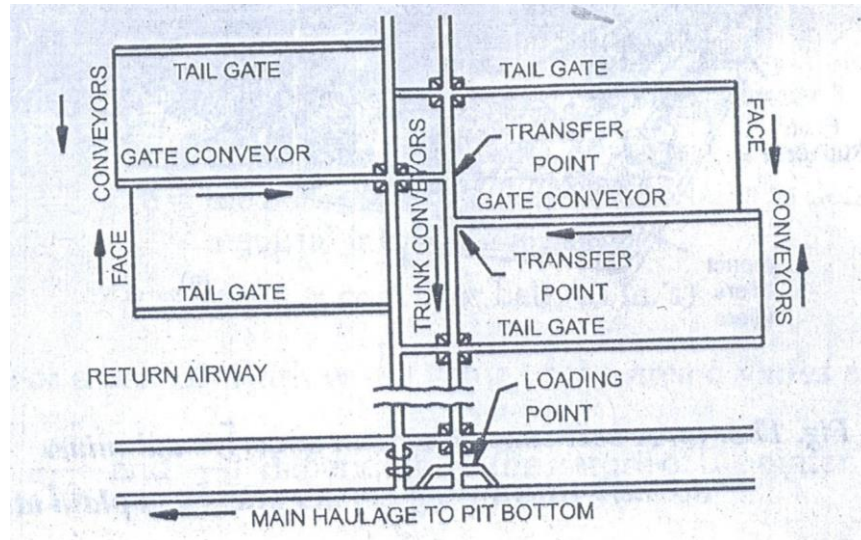 TAIL GATE
TAIL GATE
CONVEYORS
FACE
TRANSFER
POINT
GATE CONVEYOR
TRUNK CONVEYORS
GATE CONVEYOR
FACE
CONVEYORS
TRANSFER
POINT
TAIL GATE
TAIL GATE
RETURN AIRWAY
LOADING
POINT
MAIN HAULAGE TO PIT BOTTOM